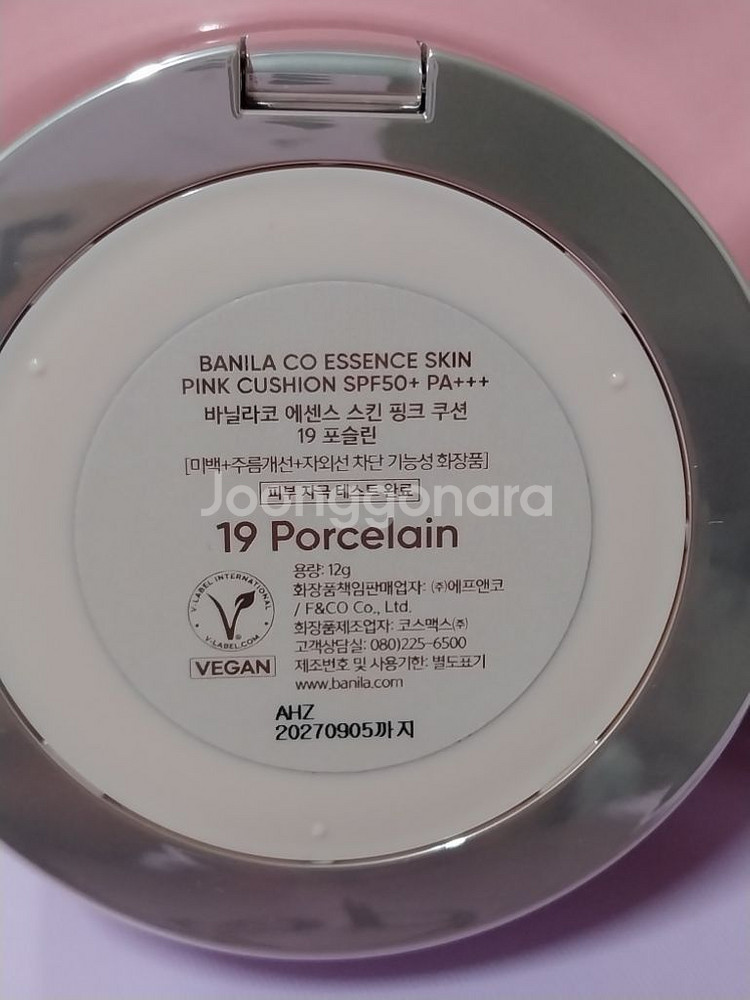 BANILA CO ESSENCE SKIN
PINK CUSHION SPF50+ PA+++
바닐라코 에센스 스킨 핑크 쿠션
19 포슬린
[미백+주름개선+자외선 차단 기능성 화장품]
피부 자극 테스트 완료
Joonggonara
19 Porcelain
용량: 12g
화장품책임판매업자: ㈜에프앤코
/ F&CO Co., Ltd.
화장품제조업자: 코스맥스㈜
고객상담실: 080)225-6500
제조번호 및 사용기한: 별도표기
www.banila.com
V-LABEL INTERNATIONAL
V-LABEL.COM
VEGAN
AHZ
20270905까지